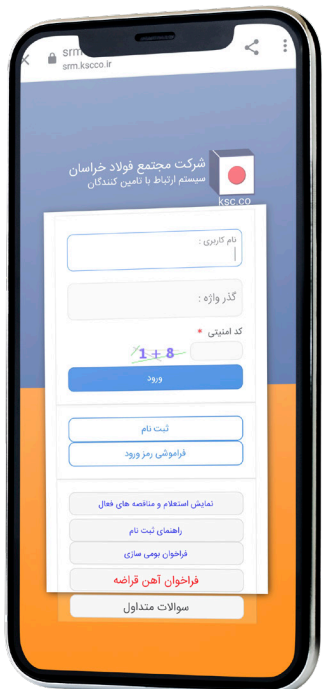 srm
srm.kscco.ir
شرکت مجتمع فولاد خراسان
سیستم ارتباط با تامین کنندگان
ksc.co
نام کاربری :
گذر واژه :
کد امنیتی *
1 + 8
ورود
ثبت نام
فراموشی رمز ورود
نمایش استعلام و مناقصه های فعال
راهنمای ثبت نام
فراخوان بومی سازی
فراخوان آهن قراضه
سوالات متداول